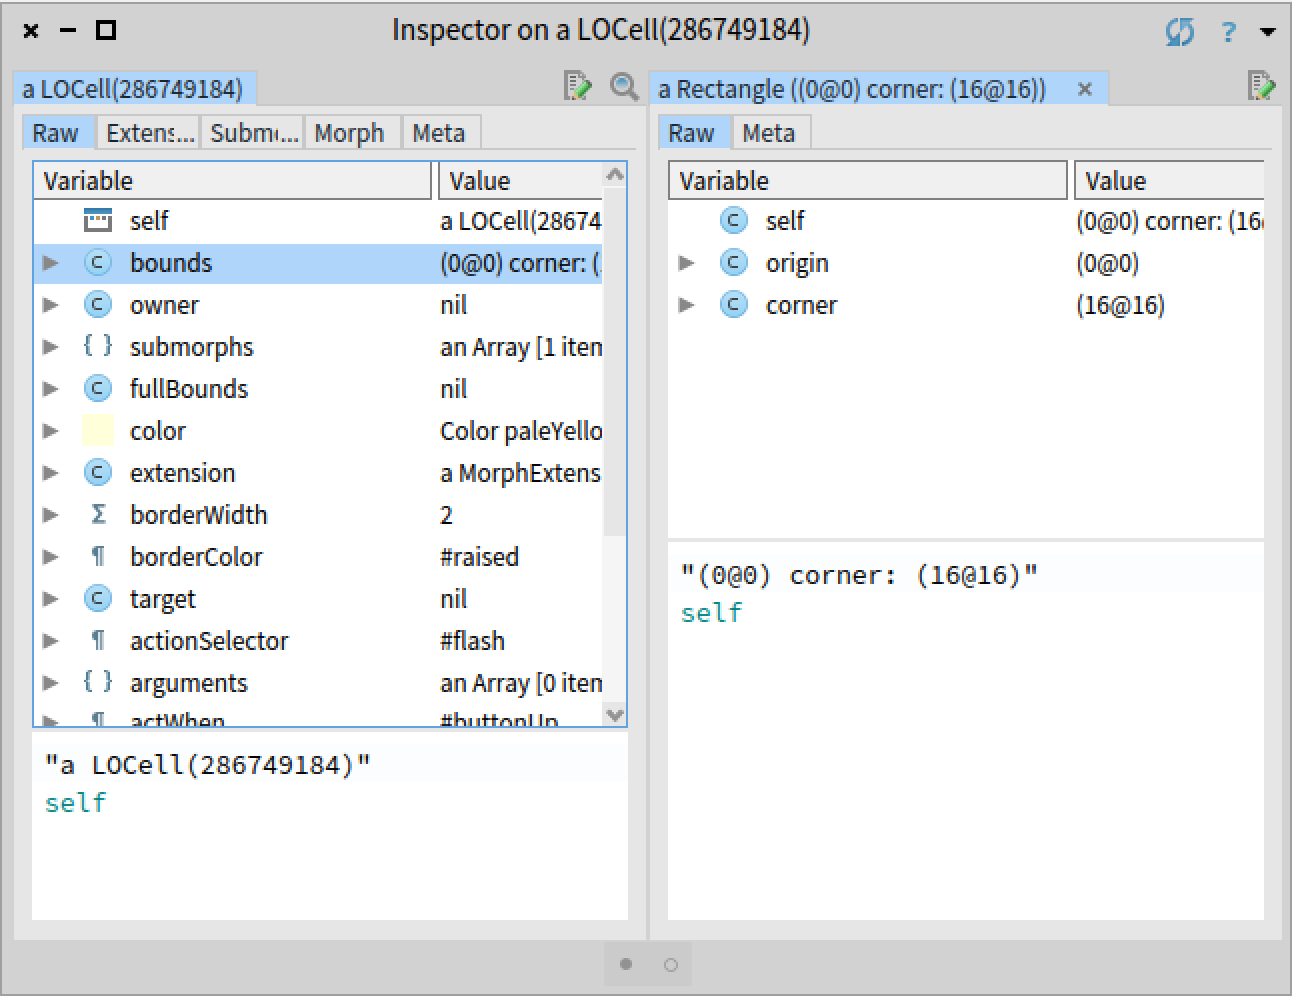 Inspector on a LOCell(286749184)
?
a LOCell(286749184)
Raw Extens... Subm... Morph Meta
Variable Value
self a LOCell(28674
bounds (0@0) corner: (
owner nil
{ } submorphs an Array [1 item
fullBounds nil
color Color paleYello
extension a MorphExtens
Σ borderWidth 2
¶ borderColor #raised
target nil
¶ actionSelector #flash
{ } arguments an Array [0 item
¶ actWhen #buttonUp
"a LOCell(286749184)"
self
a Rectangle ((0@0) corner: (16@16))
Raw Meta
Variable Value
C self (0@0) corner: (16
C origin (0@0)
C corner (16@16)
"(0@0) corner: (16@16)"
self